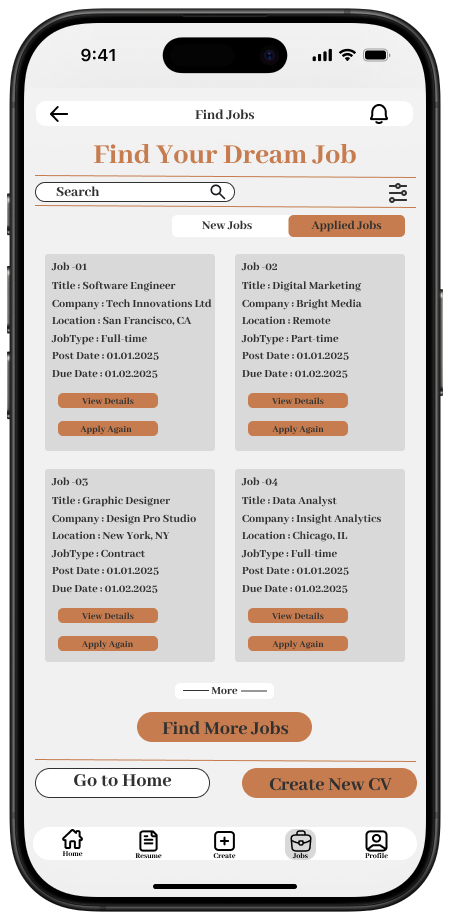 9:41
Find Jobs
Find Your Dream Job
Search
New Jobs
Applied Jobs
Job -01
Title : Software Engineer
Company : Tech Innovations Ltd
Location : San Francisco, CA
JobType : Full-time
Post Date : 01.01.2025
Due Date : 01.02.2025
View Details
Apply Again
Job -02
Title : Digital Marketing
Company : Bright Media
Location : Remote
JobType : Part-time
Post Date : 01.01.2025
Due Date : 01.02.2025
View Details
Apply Again
Job -03
Title : Graphic Designer
Company : Design Pro Studio
Location : New York, NY
JobType : Contract
Post Date : 01.01.2025
Due Date : 01.02.2025
View Details
Apply Again
Job -04
Title : Data Analyst
Company : Insight Analytics
Location : Chicago, IL
JobType : Full-time
Post Date : 01.01.2025
Due Date : 01.02.2025
View Details
Apply Again
More
Find More Jobs
Go to Home
Create New CV
Home
Resume
Create
Jobs
Profile